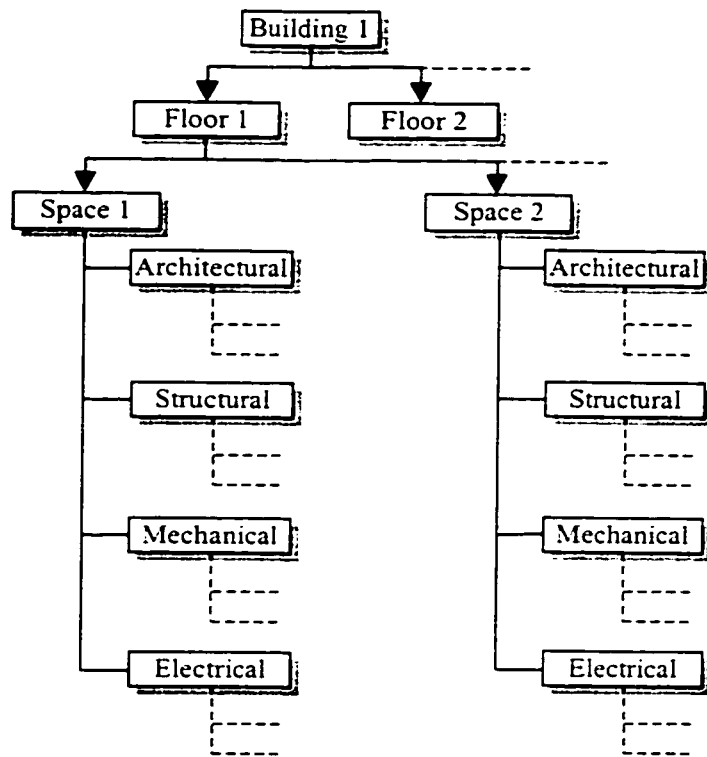 Building 1
Floor 1
Floor 2
Space 1
Space 2
Architectural
Architectural
Structural
Structural
Mechanical
Mechanical
Electrical
Electrical